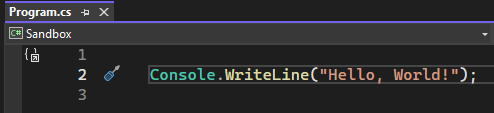 Program.cs
C# Sandbox
1
2 Console.WriteLine("Hello, World!");
3